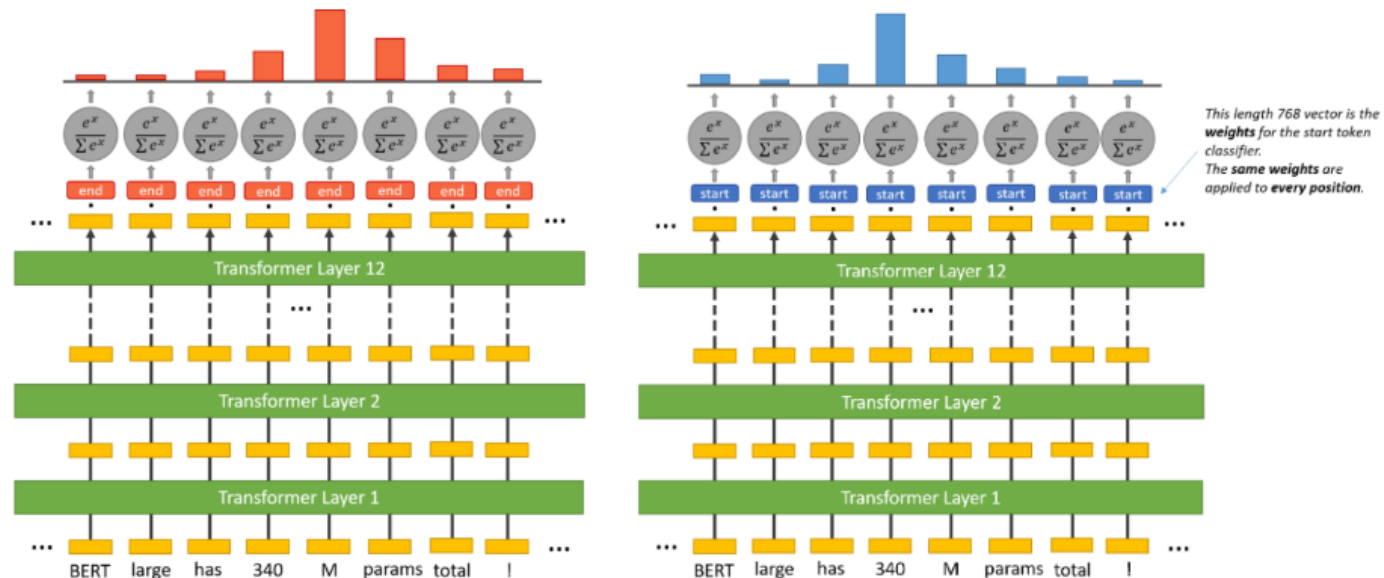 e^x / ∑ e^x e^x / ∑ e^x e^x / ∑ e^x e^x / ∑ e^x e^x / ∑ e^x e^x / ∑ e^x e^x / ∑ e^x e^x / ∑ e^x
end end end end end end end end
... ...
Transformer Layer 12
...
Transformer Layer 2
Transformer Layer 1
... ...
BERT large has 340 M params total !
e^x / ∑ e^x e^x / ∑ e^x e^x / ∑ e^x e^x / ∑ e^x e^x / ∑ e^x e^x / ∑ e^x e^x / ∑ e^x e^x / ∑ e^x
start start start start start start start start
... ...
Transformer Layer 12
...
Transformer Layer 2
Transformer Layer 1
... ...
BERT large has 340 M params total !
This length 768 vector is the
weights for the start token
classifier.
The same weights are
applied to every position.